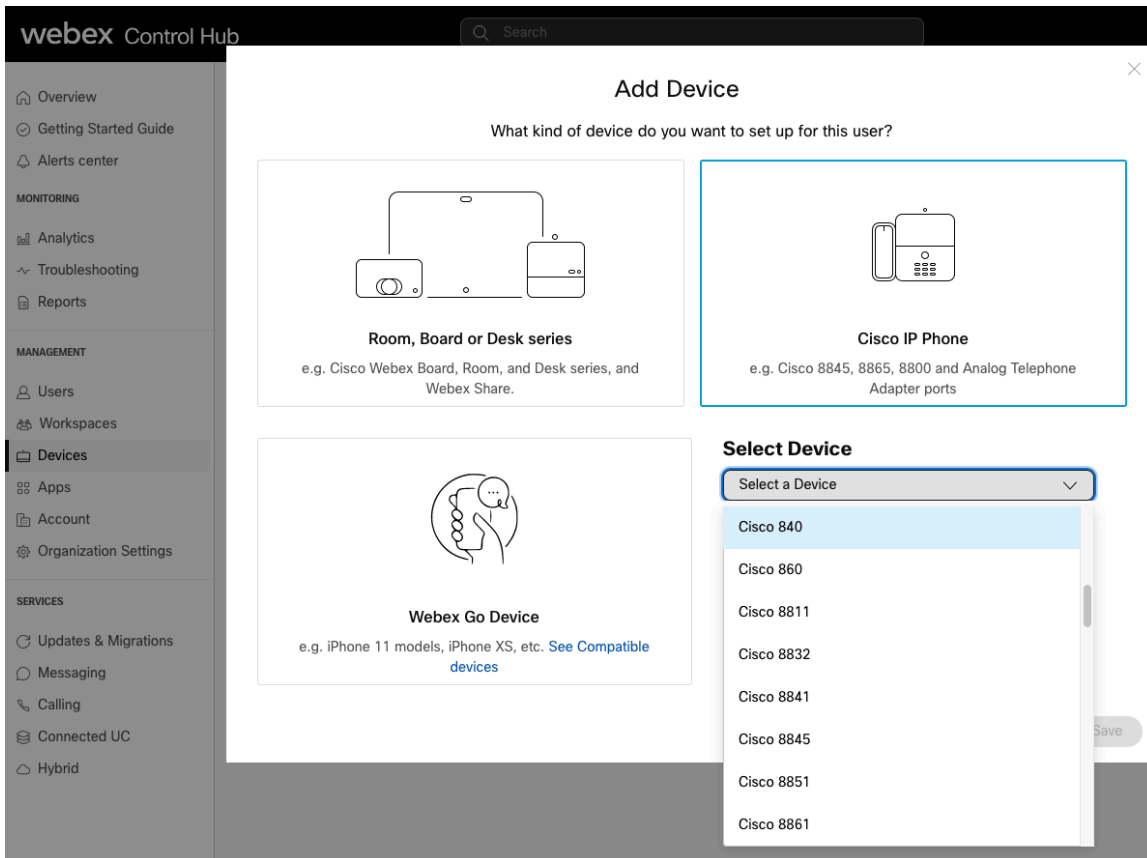 webex Control Hub
Search
Overview
Getting Started Guide
Alerts center
MONITORING
Analytics
Troubleshooting
Reports
MANAGEMENT
Users
Workspaces
Devices
Apps
Account
Organization Settings
SERVICES
Updates & Migrations
Messaging
Calling
Connected UC
Hybrid
Add Device
What kind of device do you want to set up for this user?
Room, Board or Desk series
e.g. Cisco Webex Board, Room, and Desk series, and
Webex Share.
Cisco IP Phone
e.g. Cisco 8845, 8865, 8800 and Analog Telephone
Adapter ports
Webex Go Device
e.g. iPhone 11 models, iPhone XS, etc. See Compatible
devices
Select Device
Select a Device
Cisco 840
Cisco 860
Cisco 8811
Cisco 8832
Cisco 8841
Cisco 8845
Cisco 8851
Cisco 8861
Save